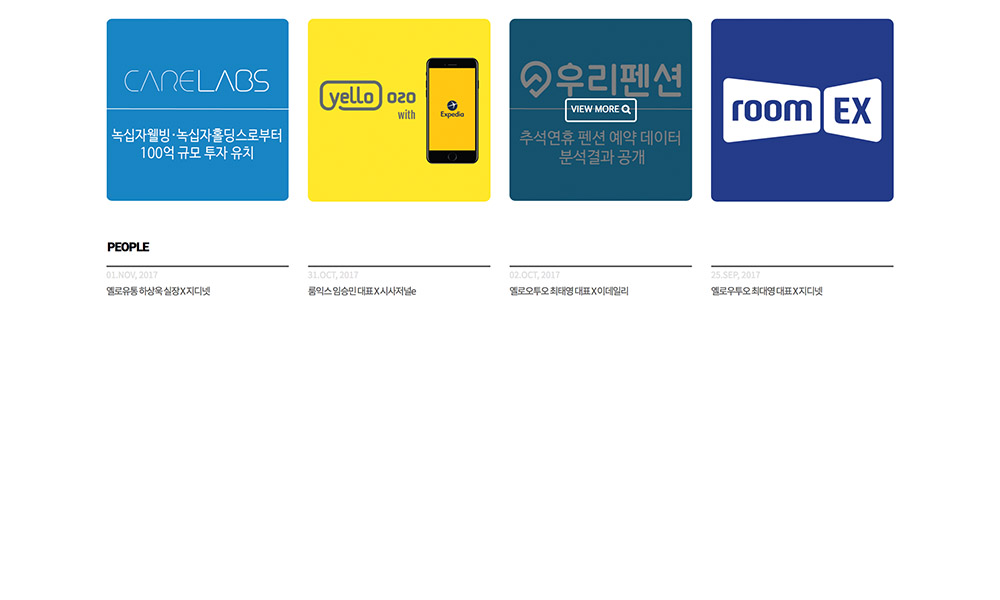 CARELABS
녹십자웰빙·녹십자홀딩스로부터
100억 규모 투자 유치
yello O2O
with
Expedia
우리펜션
VIEW MORE
추석연휴 펜션 예약 데이터
분석결과 공개
room EX
PEOPLE
01.NOV, 2017
옐로유통 하상욱 실장 X 지디넷
31.OCT, 2017
룸익스 임승민 대표 X 시사저널e
02.OCT, 2017
옐로오투오 최태영 대표 X 이데일리
25.SEP, 2017
옐로우투오 최대영 대표 X 지디넷